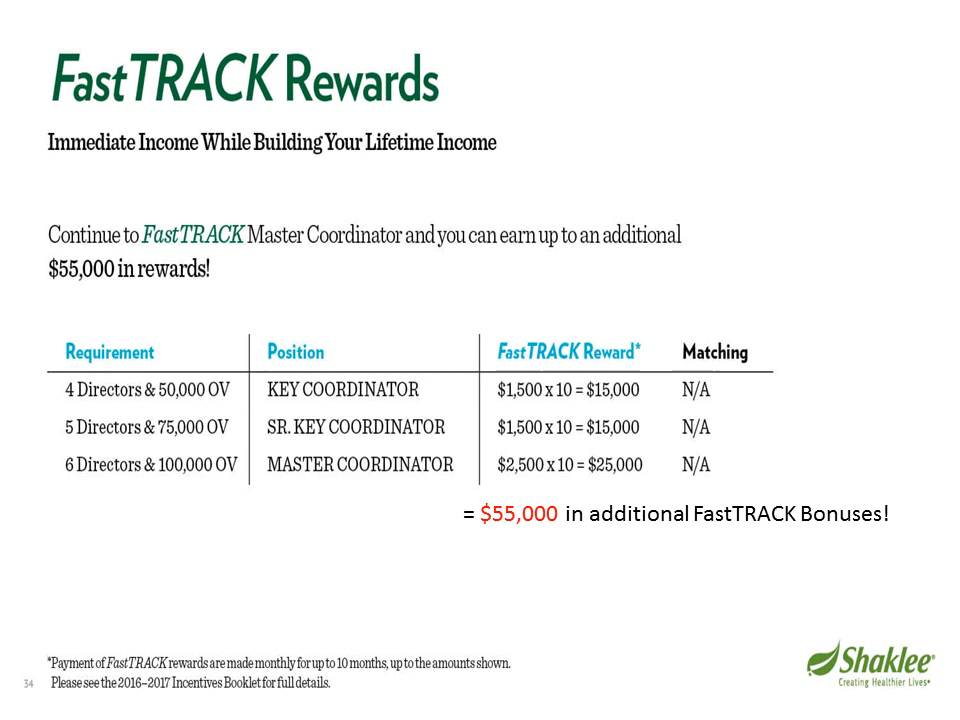 FastTRACK Rewards
Immediate Income While Building Your Lifetime Income
Continue to FastTRACK Master Coordinator and you can earn up to an additional
$55,000 in rewards!
Requirement Position FastTRACK Reward* Matching
4 Directors & 50,000 OV KEY COORDINATOR $1,500 x 10 = $15,000 N/A
5 Directors & 75,000 OV SR. KEY COORDINATOR $1,500 x 10 = $15,000 N/A
6 Directors & 100,000 OV MASTER COORDINATOR $2,500 x 10 = $25,000 N/A
= $55,000 in additional FastTRACK Bonuses!
*Payment of FastTRACK rewards are made monthly for up to 10 months, up to the amounts shown.
34 Please see the 2016–2017 Incentives Booklet for full details.
Shaklee®
Creating Healthier Lives®